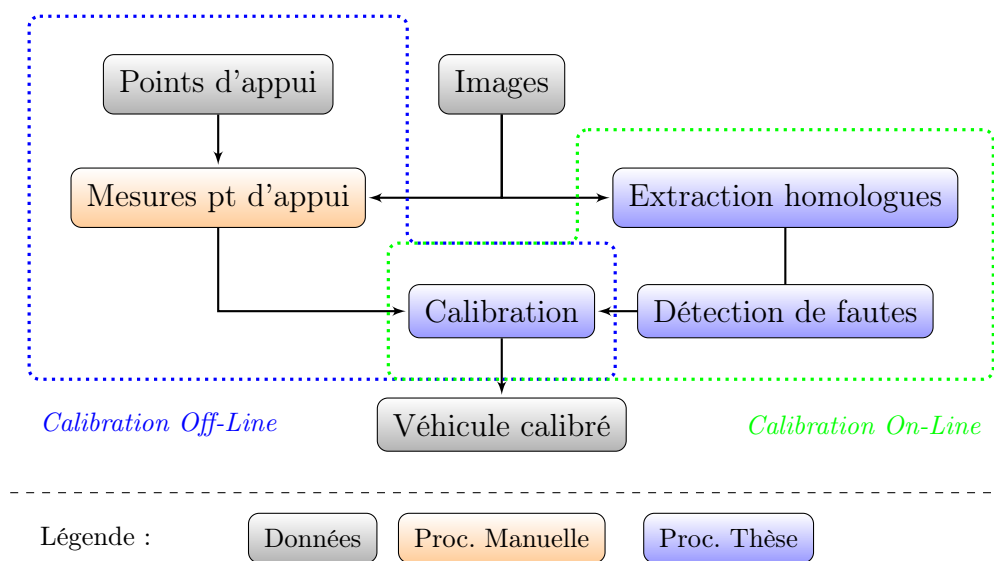 Points d'appui
Images
Mesures pt d'appui
Extraction homologues
Calibration
Détection de fautes
Calibration Off-Line
Véhicule calibré
Calibration On-Line
Légende :
Données
Proc. Manuelle
Proc. Thèse